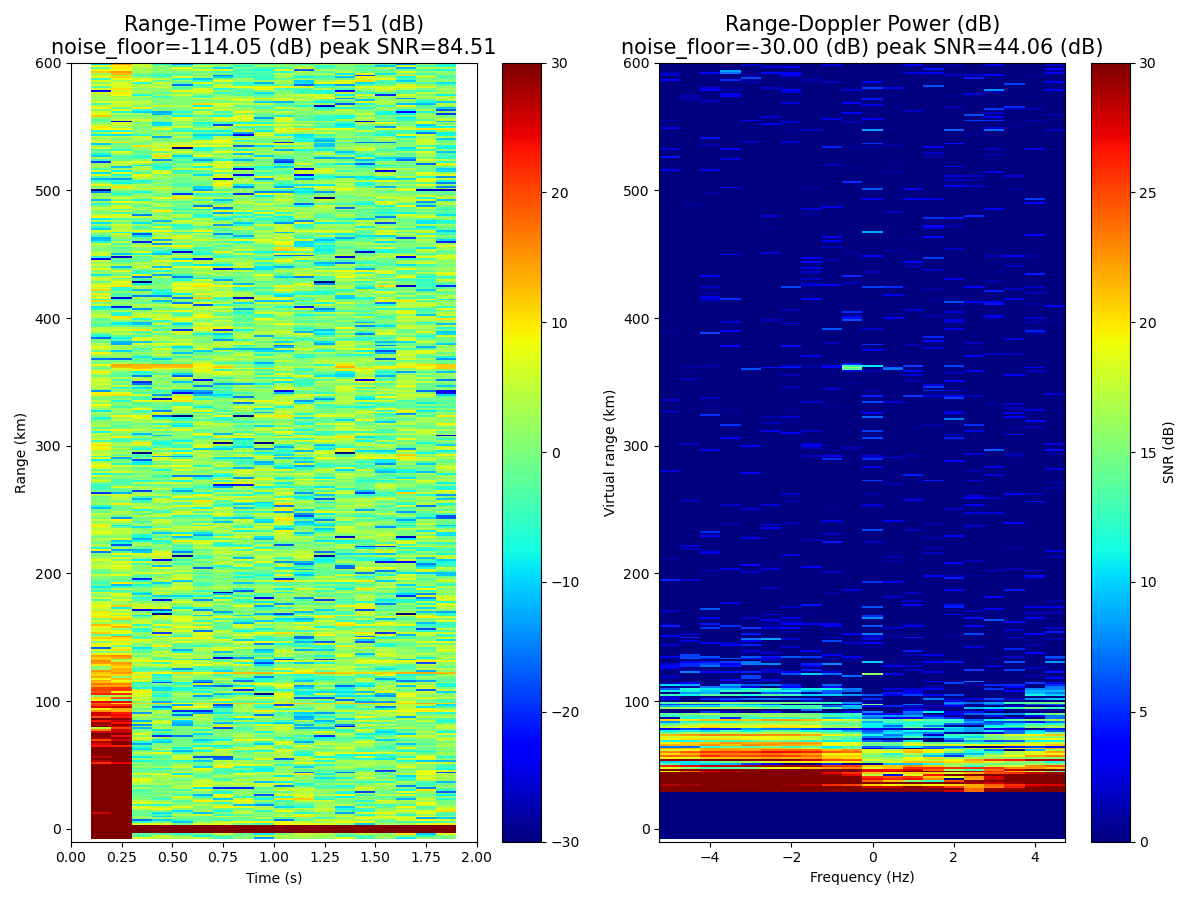 Range-Time Power f=51 (dB)
noise_floor=-114.05 (dB) peak SNR=84.51
Range (km)
600
500
400
300
200
100
0
0.00 0.25 0.50 0.75 1.00 1.25 1.50 1.75 2.00
Time (s)
30
20
10
0
−10
−20
−30
Range-Doppler Power (dB)
noise_floor=-30.00 (dB) peak SNR=44.06 (dB)
Virtual range (km)
600
500
400
300
200
100
0
−4 −2 0 2 4
Frequency (Hz)
30
25
20
15
10
5
0
SNR (dB)